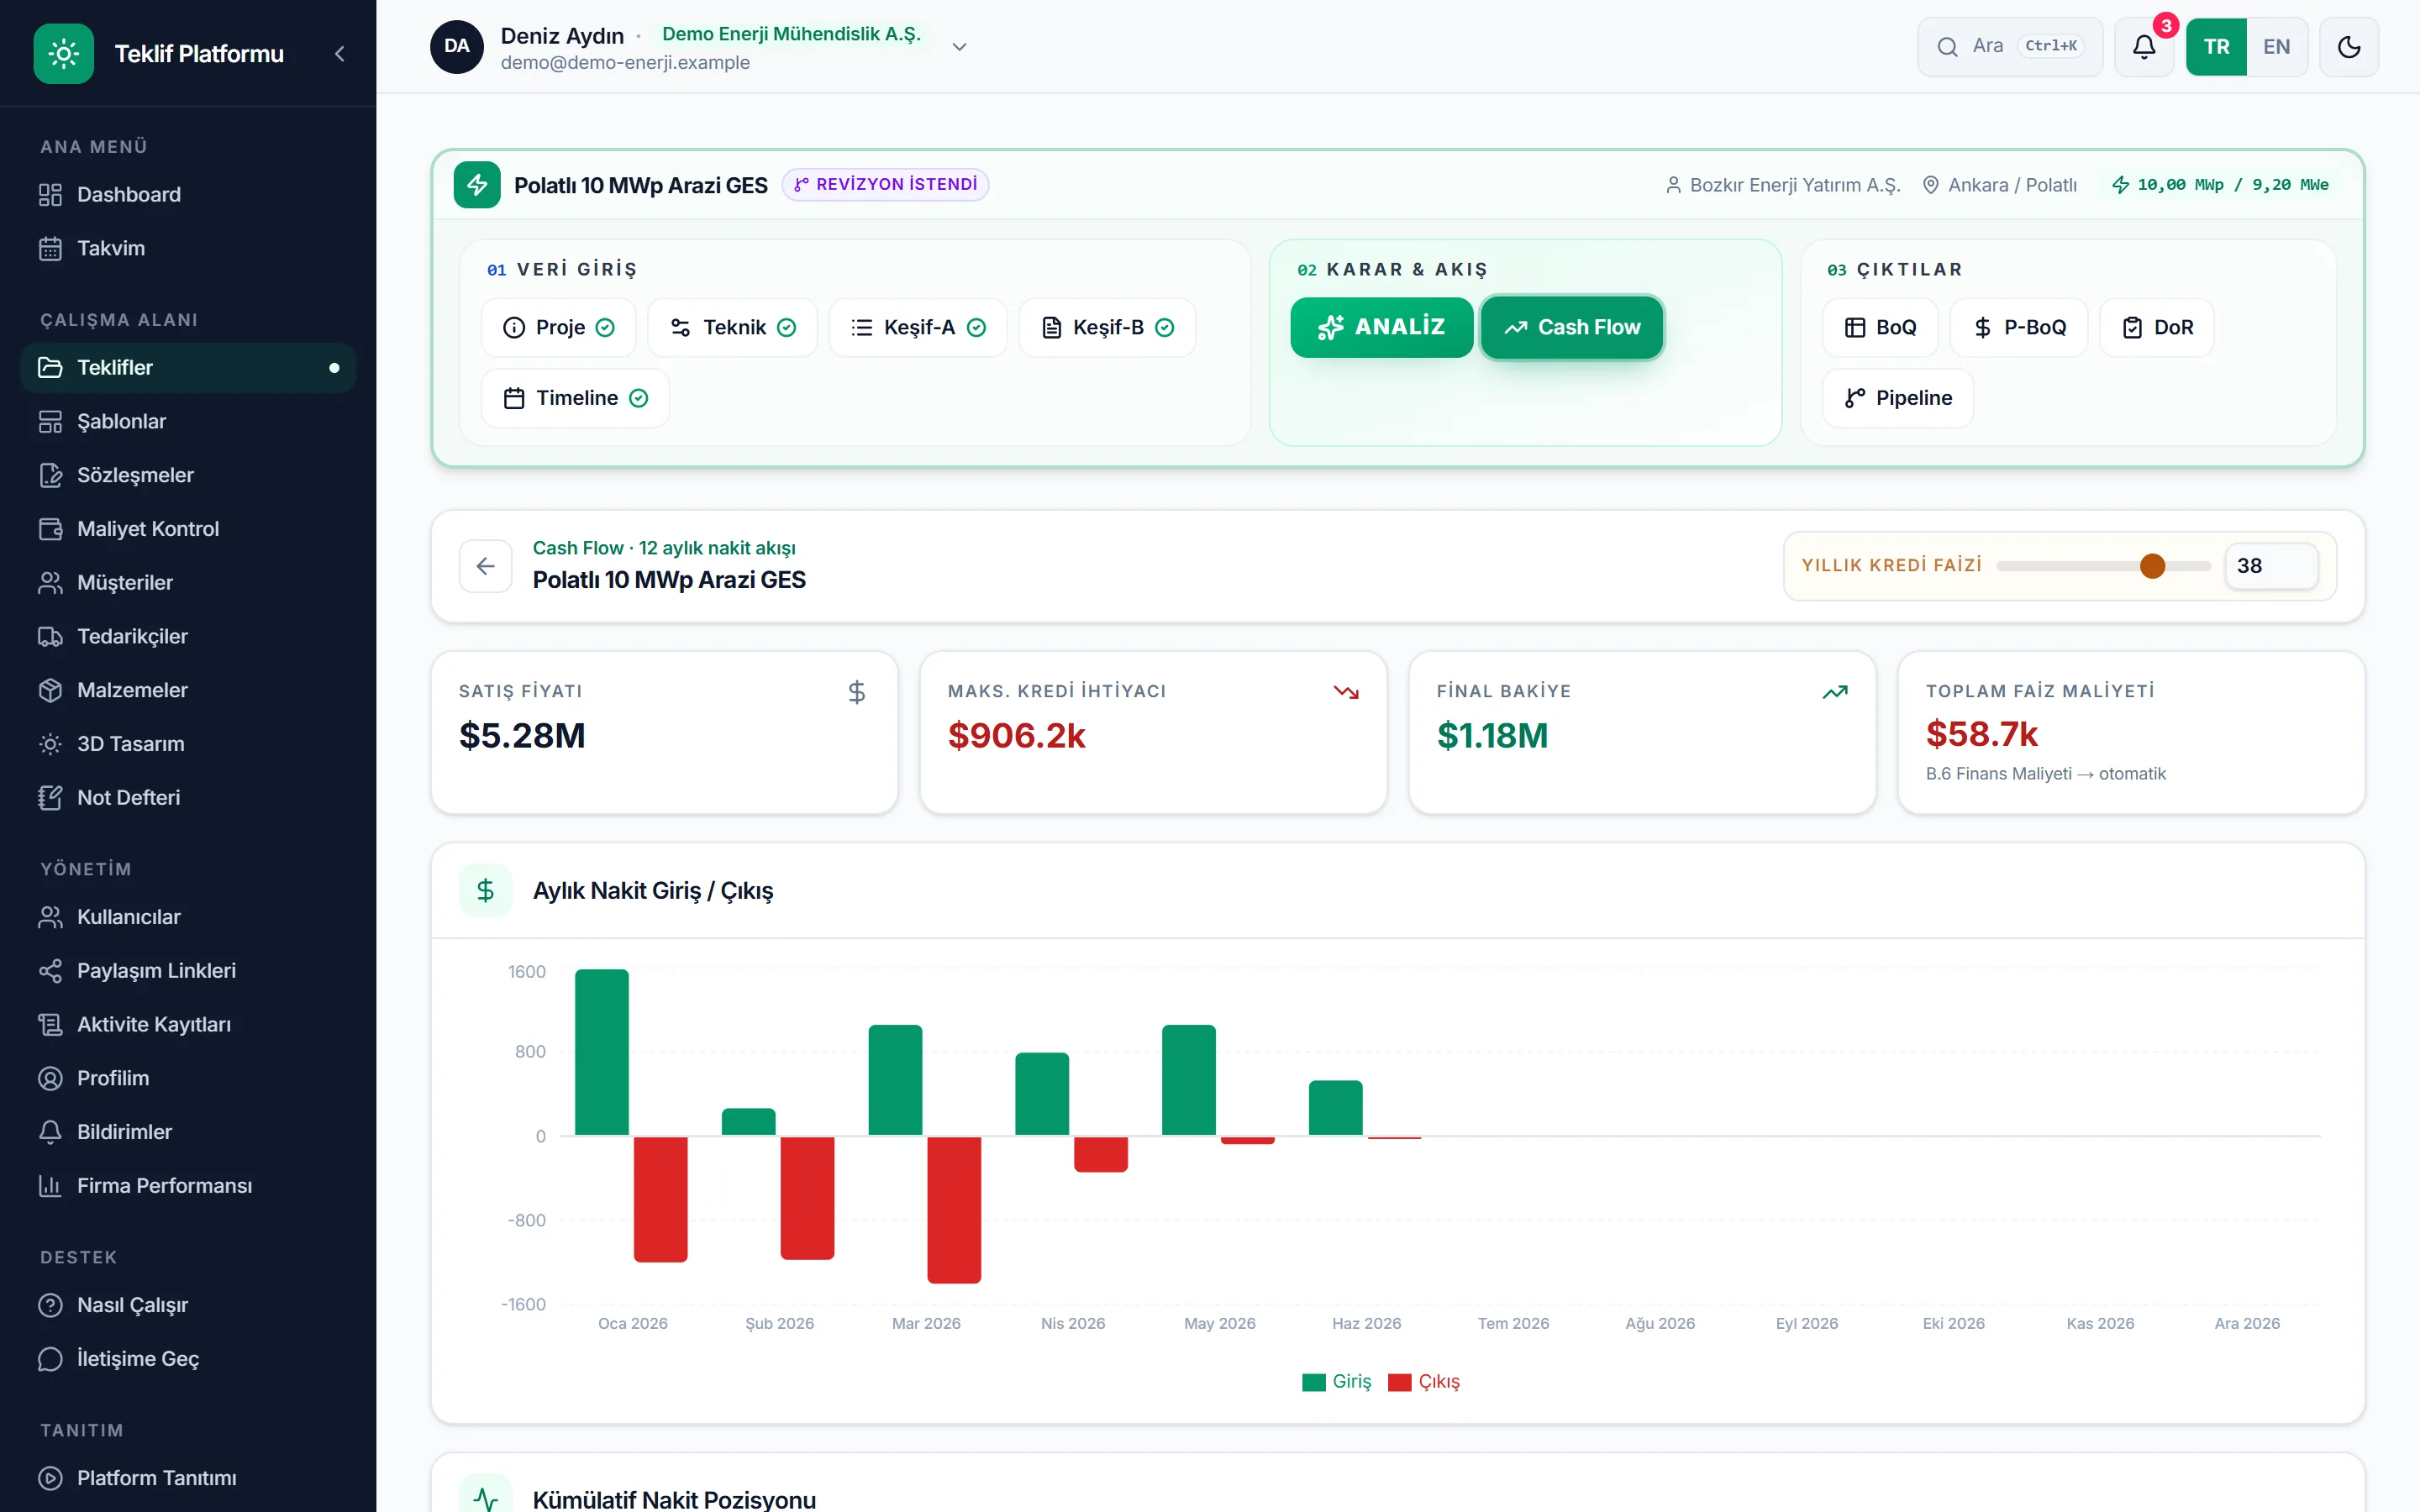 Teklif Platformu
ANA MENÜ
Dashboard
Takvim
ÇALIŞMA ALANI
Teklifler
Şablonlar
Sözleşmeler
Maliyet Kontrol
Müşteriler
Tedarikçiler
Malzemeler
3D Tasarım
Not Defteri
YÖNETİM
Kullanıcılar
Paylaşım Linkleri
Aktivite Kayıtları
Profilim
Bildirimler
Firma Performansı
DESTEK
Nasıl Çalışır
İletişime Geç
TANITIM
Platform Tanıtımı
DA
Deniz Aydın · Demo Enerji Mühendislik A.Ş.
demo@demo-enerji.example
Ara Ctrl+K
3
TR EN
Polatlı 10 MWp Arazi GES REVİZYON İSTENDİ
Bozkır Enerji Yatırım A.Ş. Ankara / Polatlı 10,00 MWp / 9,20 MWe
01 VERİ GİRİŞ
Proje Teknik Keşif-A Keşif-B
Timeline
02 KARAR & AKIŞ
ANALİZ Cash Flow
03 ÇIKTILAR
BoQ P-BoQ DoR
Pipeline
Cash Flow · 12 aylık nakit akışı
Polatlı 10 MWp Arazi GES
YILLIK KREDİ FAİZİ 38
SATIŞ FİYATI
$5.28M
MAKS. KREDİ İHTİYACI
$906.2k
FİNAL BAKİYE
$1.18M
TOPLAM FAİZ MALİYETİ
$58.7k
B.6 Finans Maliyeti → otomatik
Aylık Nakit Giriş / Çıkış
1600
800
0
-800
-1600
Oca 2026 Şub 2026 Mar 2026 Nis 2026 May 2026 Haz 2026 Tem 2026 Ağu 2026 Eyl 2026 Eki 2026 Kas 2026 Ara 2026
Giriş Çıkış
Kümülatif Nakit Pozisyonu